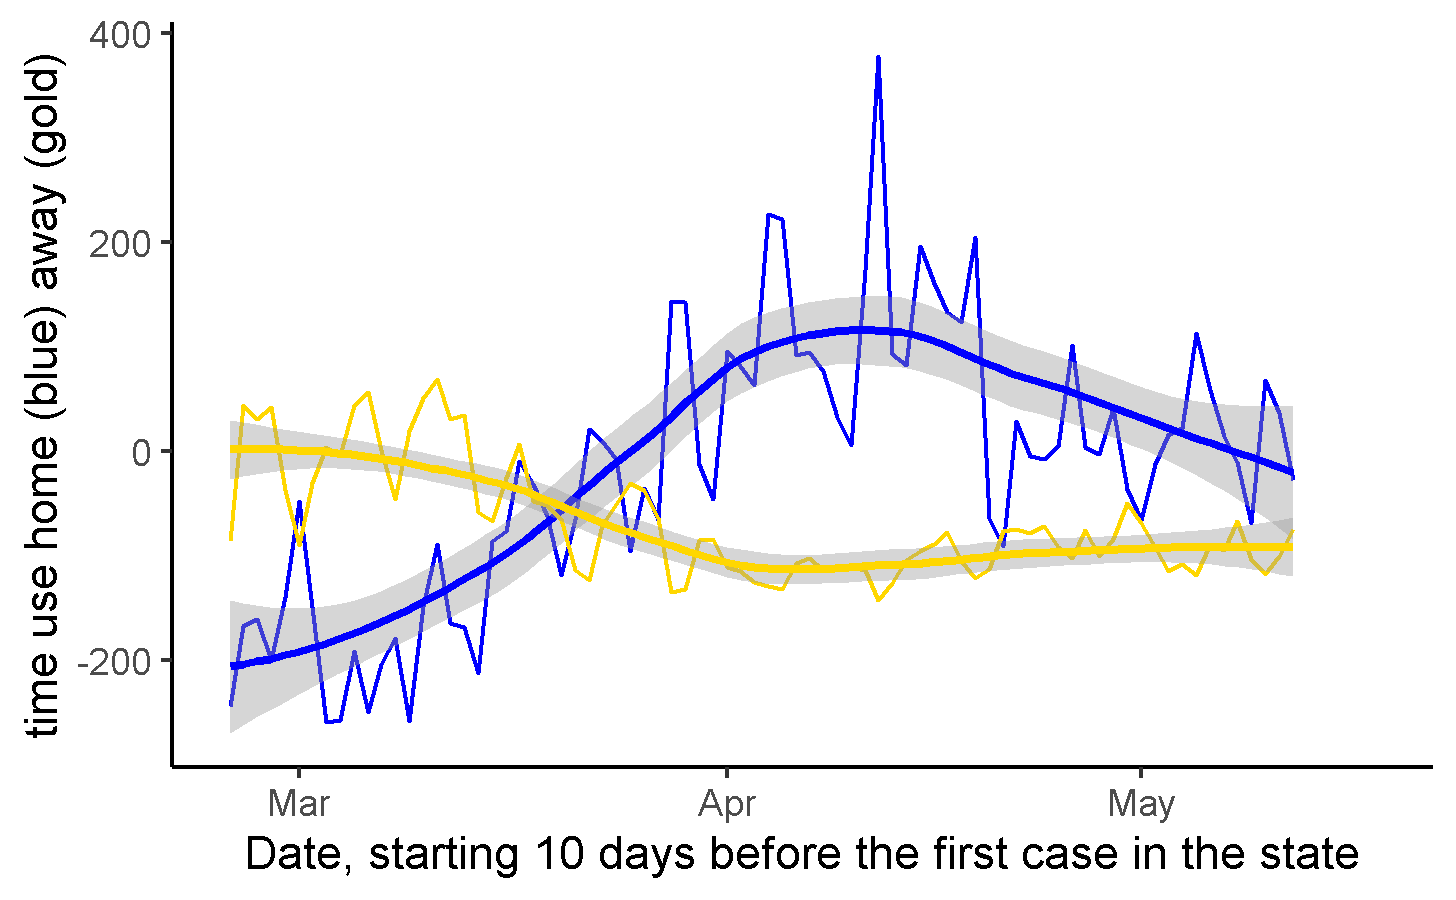 time use home (blue) away (gold)
400
200
0
-200
Mar
Apr
May
Date, starting 10 days before the first case in the state